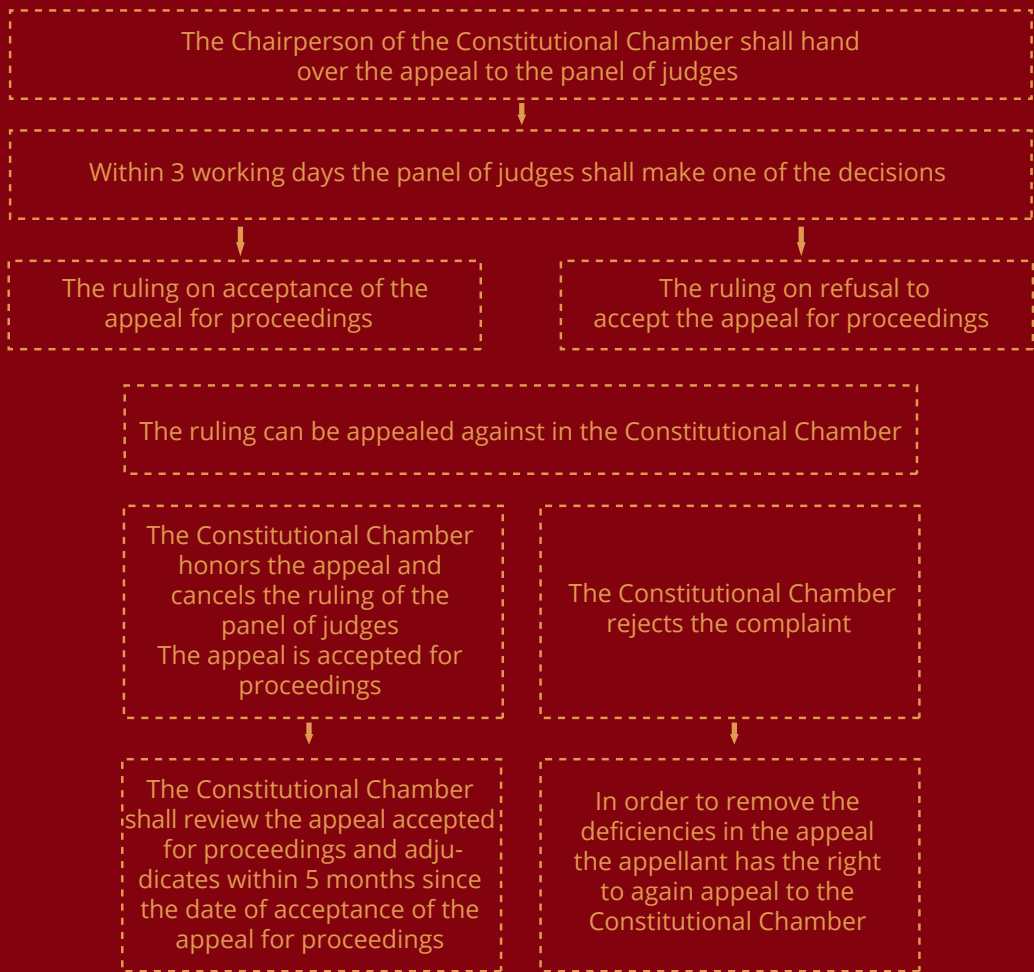 The Chairperson of the Constitutional Chamber shall hand
over the appeal to the panel of judges
Within 3 working days the panel of judges shall make one of the decisions
The ruling on acceptance of the
appeal for proceedings
The ruling on refusal to
accept the appeal for proceedings
The ruling can be appealed against in the Constitutional Chamber
The Constitutional Chamber
honors the appeal and
cancels the ruling of the
panel of judges
The appeal is accepted for
proceedings
The Constitutional Chamber
rejects the complaint
The Constitutional Chamber
shall review the appeal accepted
for proceedings and adju-
dicates within 5 months since
the date of acceptance of the
appeal for proceedings
In order to remove the
deficiencies in the appeal
the appellant has the right
to again appeal to the
Constitutional Chamber